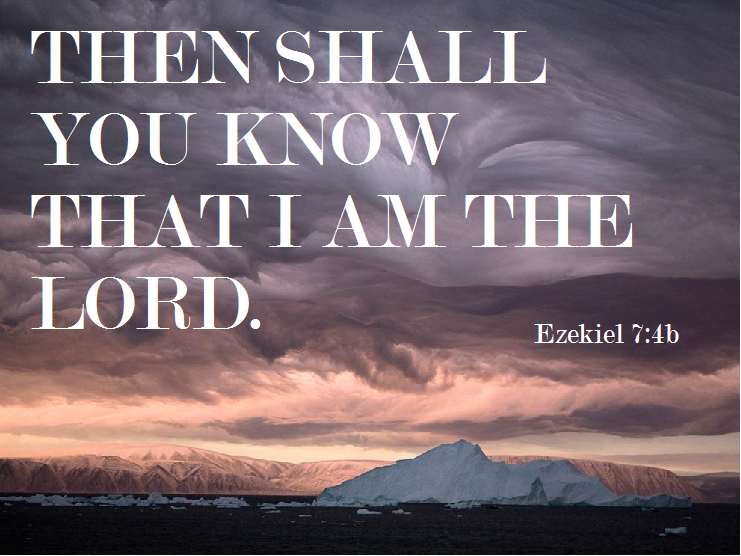 THEN SHALL
YOU KNOW
THAT I AM THE
LORD.
Ezekiel 7:4b